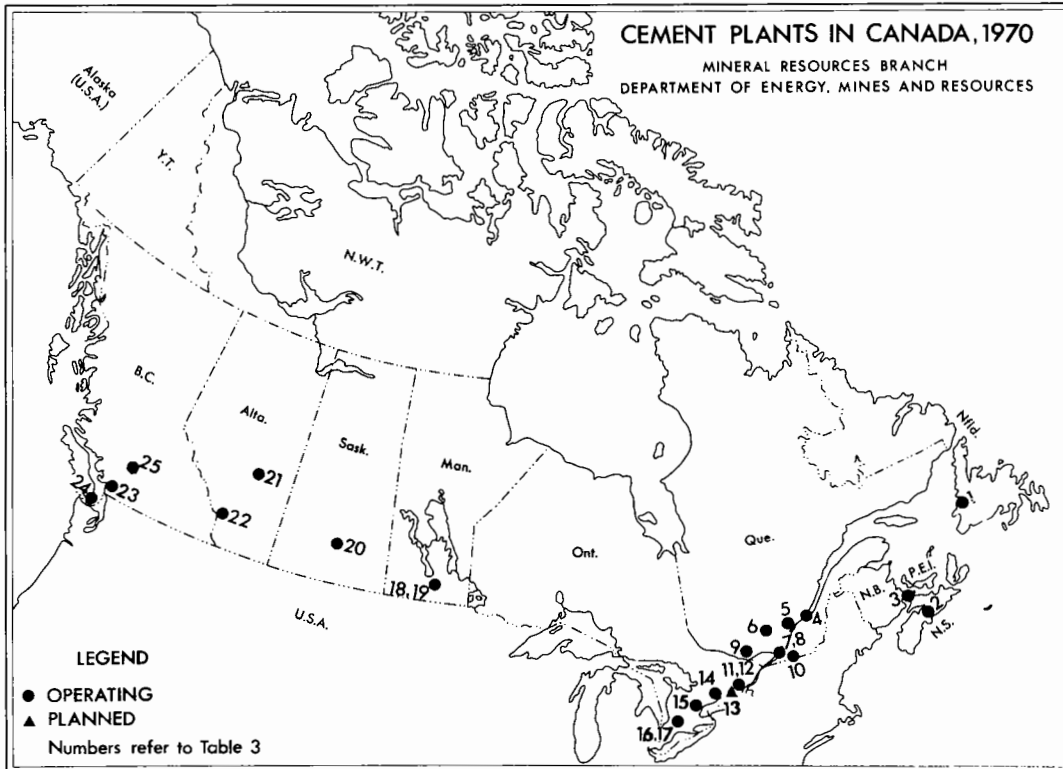 CEMENT PLANTS IN CANADA, 1970
MINERAL RESOURCES BRANCH
DEPARTMENT OF ENERGY, MINES AND RESOURCES
Alaska
(U.S.A.)
Y.T.
N.W.T.
B.C.
Alta.
Sask.
Man.
Ont.
Que.
Nfld.
N.B.
P.E.I.
N.S.
U.S.A.
25
24
23
21
22
20
18,19
1
2
3
4
5
6
7,8
9
10
11,12
13
14
15
16,17
LEGEND
● OPERATING
▲ PLANNED
Numbers refer to Table 3